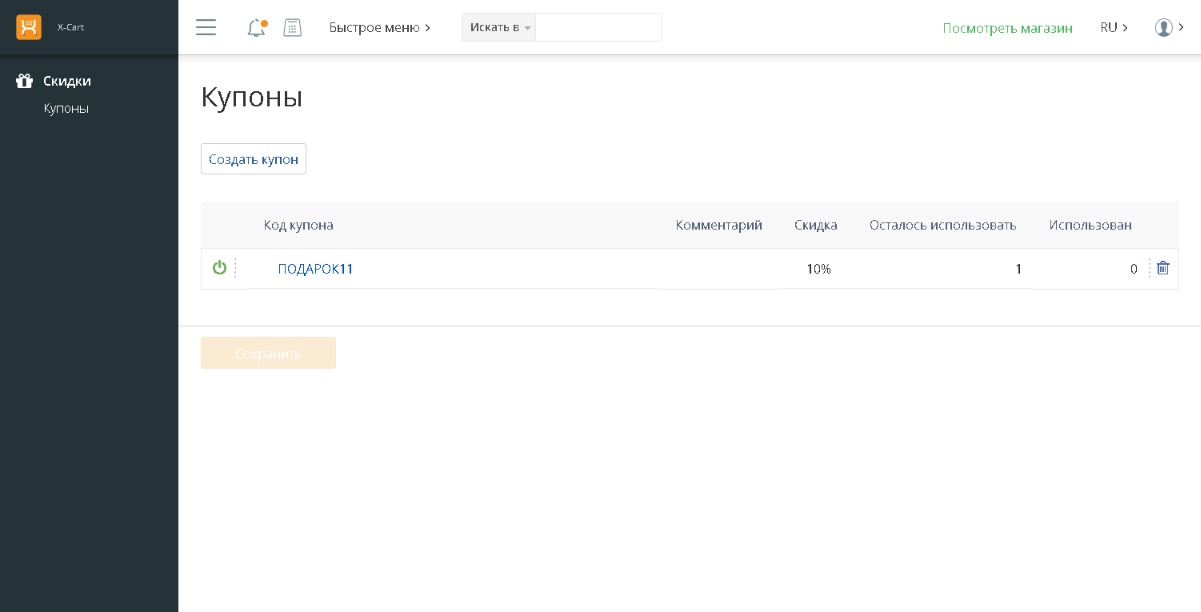 X-Cart
Быстрое меню
Искать в
Посмотреть магазин
RU
Скидки
Купоны
Купоны
Создать купон
Код купона Комментарий Скидка Осталось использовать Использован
ПОДАРОК11 10% 1 0
Сохранить